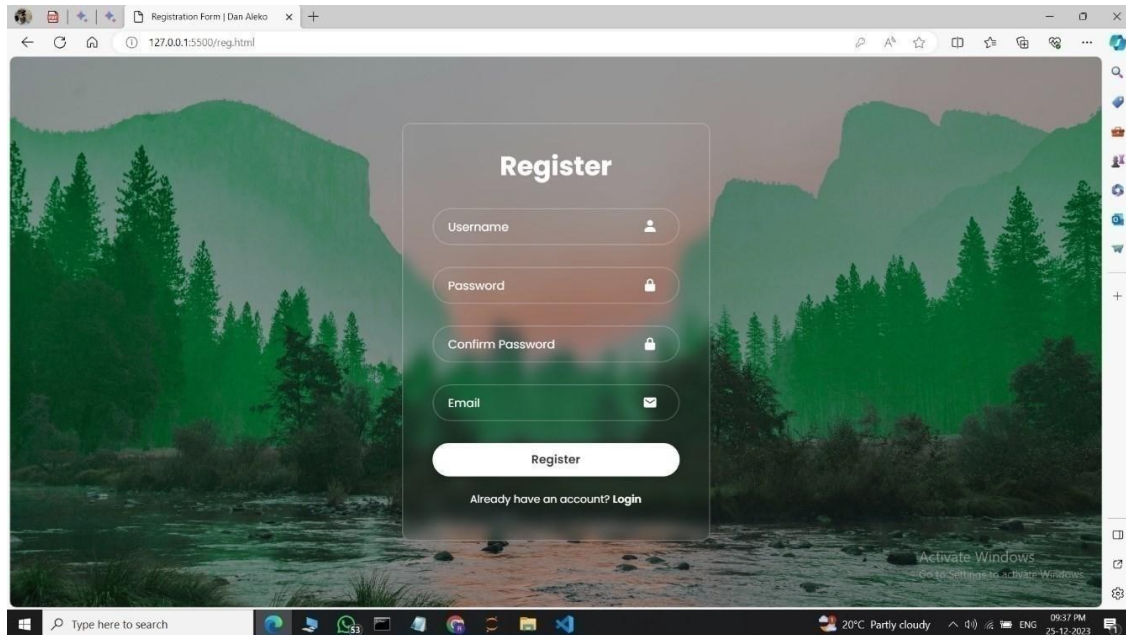 Registration Form | Dan Aleko
127.0.0.1:5500/reg.html
Register
Username
Password
Confirm Password
Email
Register
Already have an account? Login
Activate Windows
Go to Settings to activate Windows.
Type here to search
53
20°C Partly cloudy
ENG
09:37 PM
25-12-2023